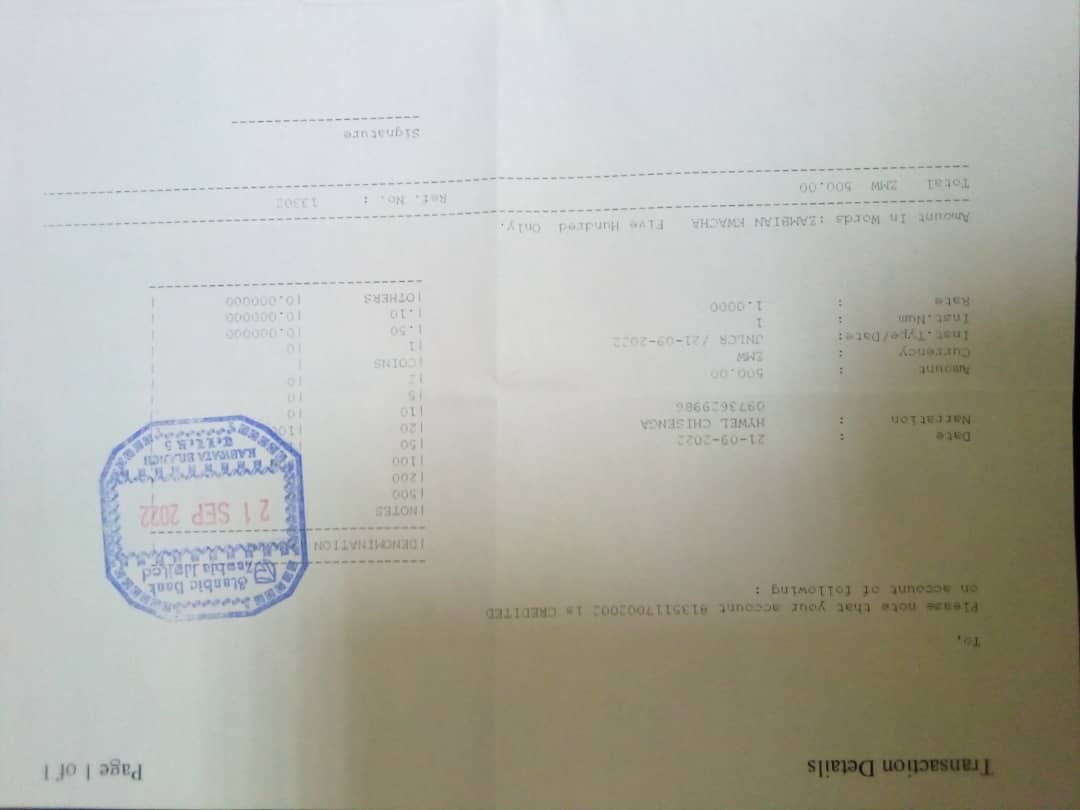 Transaction Details Page 1 of 1
To,
Please note that your account 0135117002002 is CREDITED
on account of following :
|DENOMINATION
Stanbic Bank
Zambia Limited
21 SEP 2022
KABWATA BRANCH
|NOTES
|500
|200
|100
|50
|20
|10 |0
|5 |0
|2 |0
|COINS |
|1 |0
|.50 |0.000000
|.10 |0.000000
|OTHERS |0.000000
Date : 21-09-2022
Narration : HYWEL CHISENGA
0973629986
Amount : 500.00
Currency : ZMW
Inst.Type/Date: JNLCR /21-09-2022
Inst.Num : 1
Rate : 1.0000
Amount In Words :ZAMBIAN KWACHA Five Hundred Only.
Total ZMW 500.00 Ref. No. : 13302
Signature